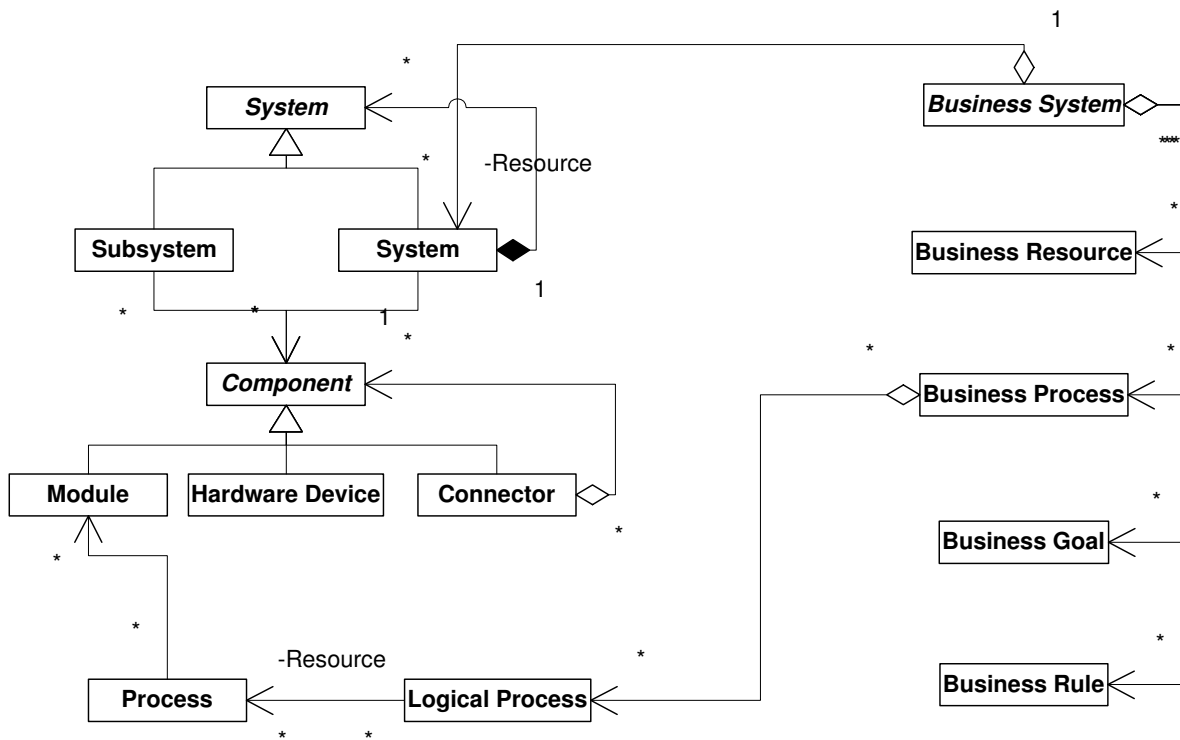 1
*
System
Business System
****
* -Resource
*
Subsystem
System
Business Resource
1
* * 1
*
* *
Component
Business Process
Module
Hardware Device
Connector
*
*
Business Goal
*
*
*
-Resource
*
Process
Logical Process
Business Rule
* *